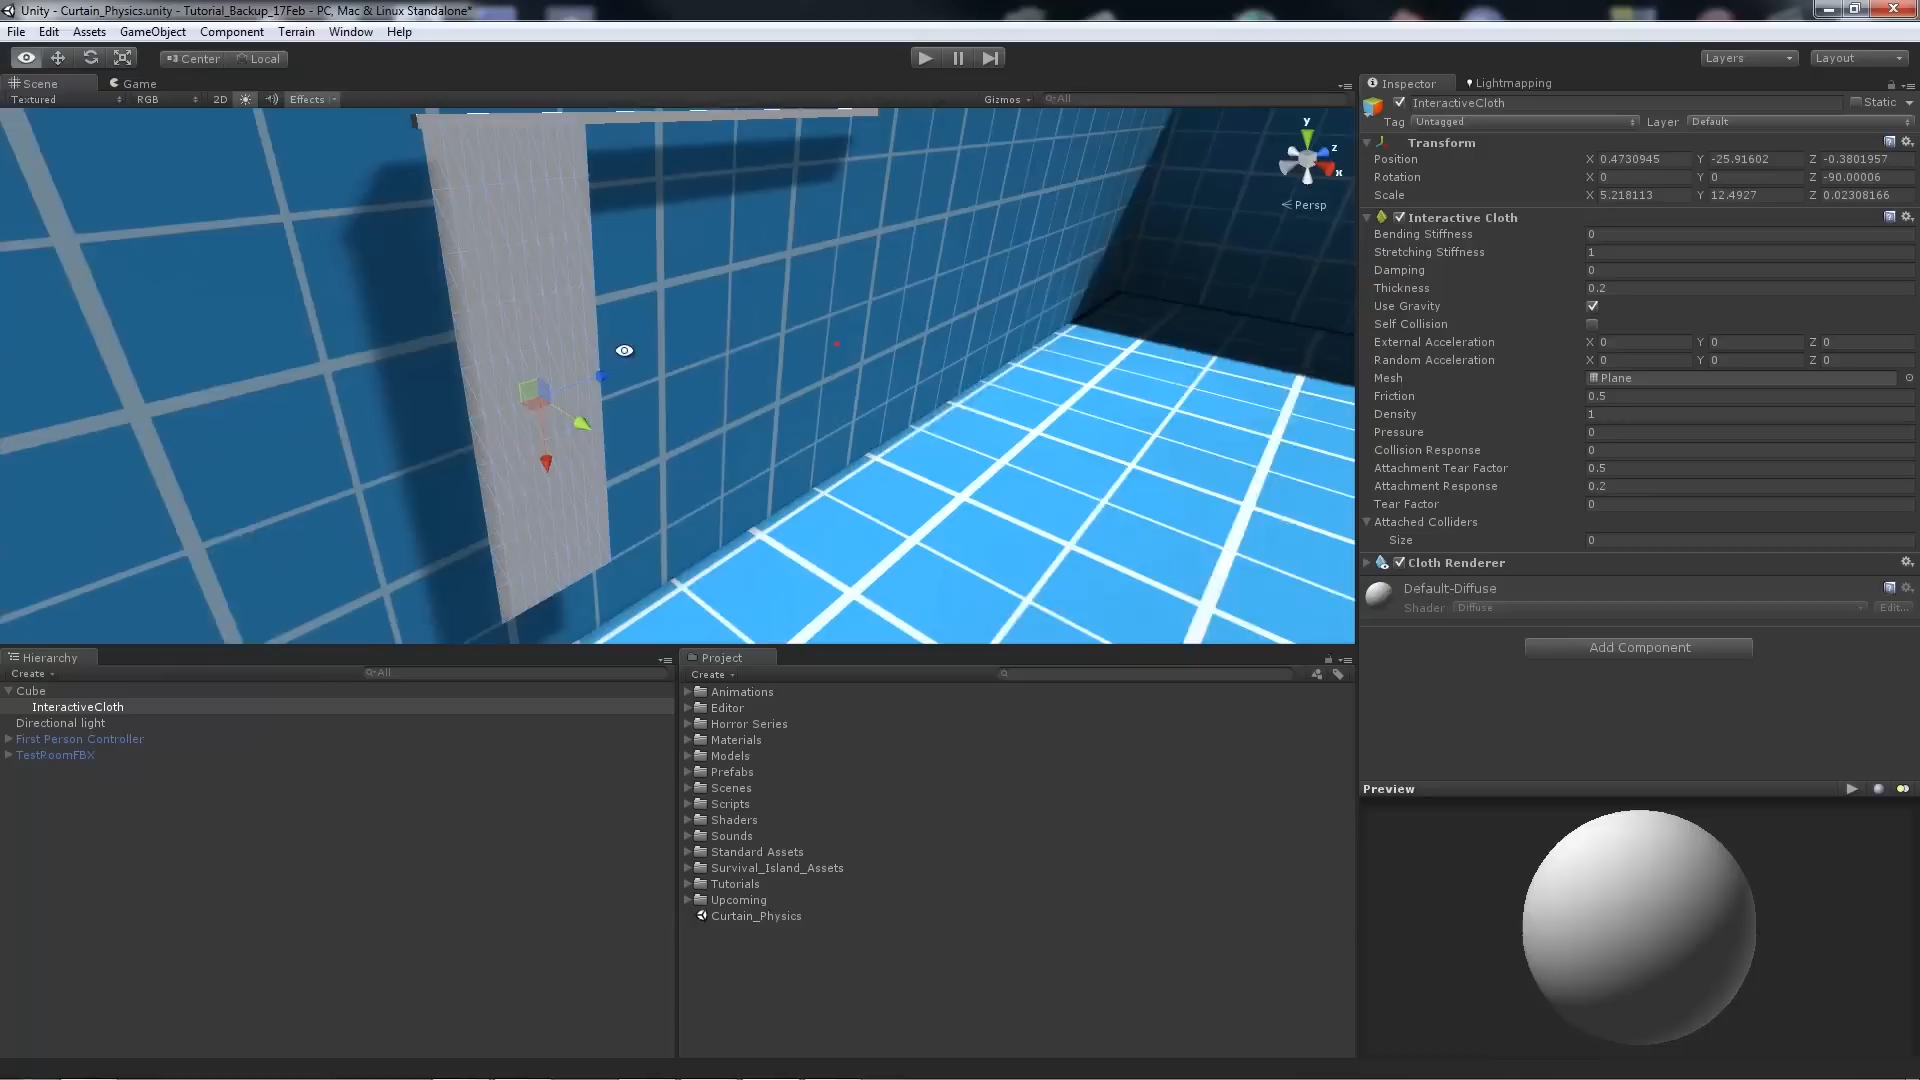 Unity - Curtain_Physics.unity - Tutorial_Backup_17Feb - PC, Mac & Linux Standalone*
File Edit Assets GameObject Component Terrain Window Help
Center Local
Layers Layout
Scene Game
Textured RGB 2D Effects Gizmos All
y
z
x
Persp
Inspector Lightmapping
InteractiveCloth Static
Tag Untagged Layer Default
Transform
Position X 0.4730945 Y -25.91602 Z -0.3801957
Rotation X 0 Y 0 Z -90.00006
Scale X 5.218113 Y 12.4927 Z 0.02308166
Interactive Cloth
Bending Stiffness 0
Stretching Stiffness 1
Damping 0
Thickness 0.2
Use Gravity
Self Collision
External Acceleration X 0 Y 0 Z 0
Random Acceleration X 0 Y 0 Z 0
Mesh Plane
Friction 0.5
Density 1
Pressure 0
Collision Response 0
Attachment Tear Factor 0.5
Attachment Response 0.2
Tear Factor 0
Attached Colliders
Size 0
Cloth Renderer
Default-Diffuse
Shader Diffuse Edit...
Add Component
Preview
Hierarchy
Create All
Cube
InteractiveCloth
Directional light
First Person Controller
TestRoomFBX
Project
Create
Animations
Editor
Horror Series
Materials
Models
Prefabs
Scenes
Scripts
Shaders
Sounds
Standard Assets
Survival_Island_Assets
Tutorials
Upcoming
Curtain_Physics